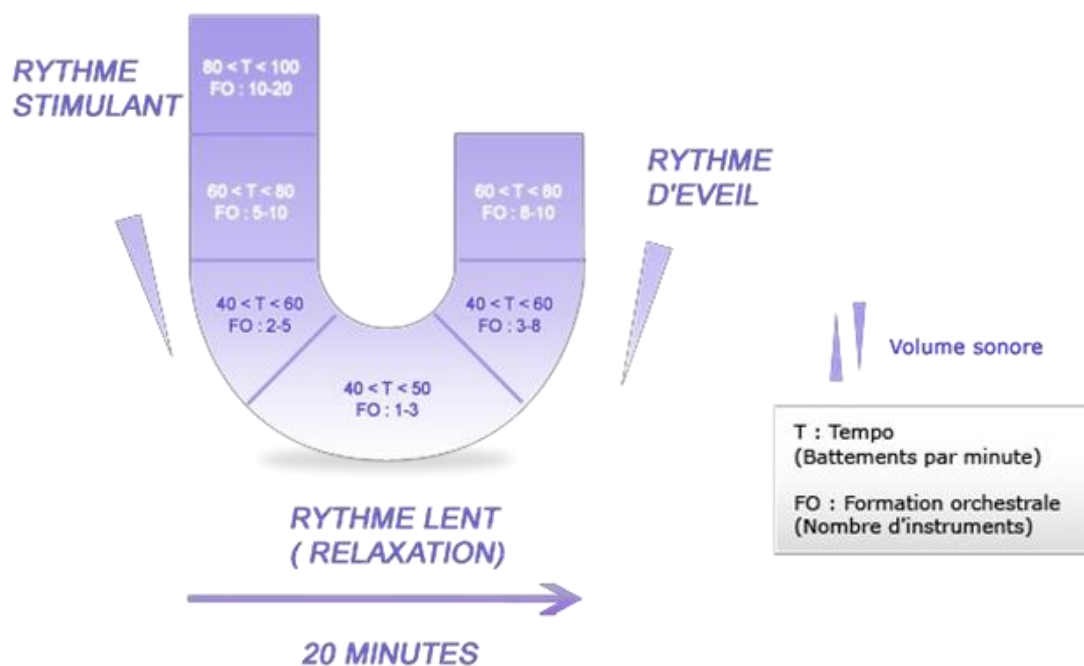 RYTHME
STIMULANT
80 < T < 100
FO : 10-20
60 < T < 80
FO : 5-10
40 < T < 60
FO : 2-5
40 < T < 50
FO : 1-3
40 < T < 60
FO : 3-8
60 < T < 80
FO : 8-10
RYTHME
D'EVEIL
RYTHME LENT
( RELAXATION)
20 MINUTES
Volume sonore
T : Tempo
(Battements par minute)
FO : Formation orchestrale
(Nombre d'instruments)